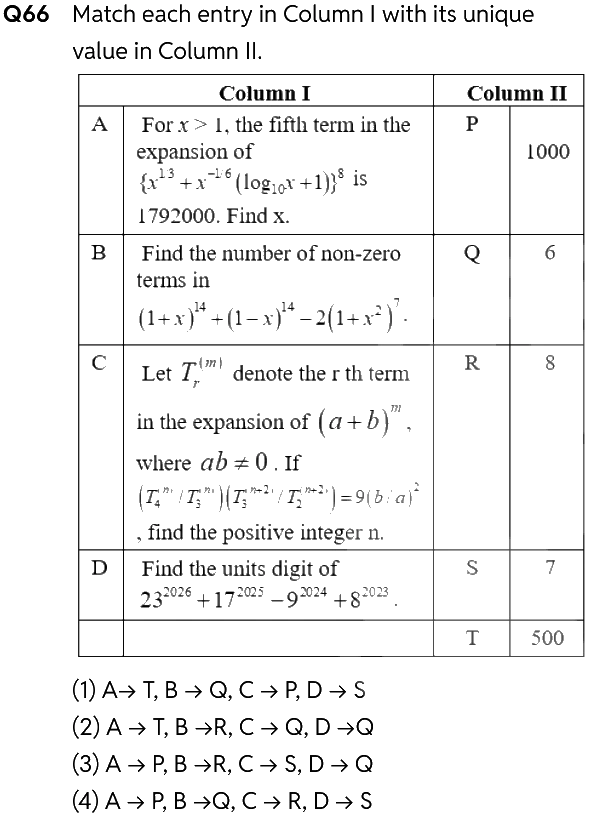 Q66 Match each entry in Column I with its unique
value in Column II.
Column I Column II
A For x > 1, the fifth term in the P
expansion of 1000
{x^{1/3} + x^{-1/6} (log₁₀x +1)}^8 is
1792000. Find x.
B Find the number of non-zero Q 6
terms in
(1+x)^{14} + (1−x)^{14} − 2(1+x²)^7 .
C Let T_r^{(m)} denote the r th term R 8
in the expansion of (a+b)^m ,
where ab ≠ 0 . If
(T_4^{(n)} / T_3^{(n)})(T_3^{(n+2)} / T_2^{(n+2)}) = 9(b/a)²
, find the positive integer n.
D Find the units digit of S 7
23^{2026} + 17^{2025} − 9^{2024} + 8^{2023} .
T 500
(1) A→ T, B → Q, C → P, D → S
(2) A → T, B →R, C → Q, D →Q
(3) A → P, B →R, C → S, D → Q
(4) A → P, B →Q, C → R, D → S